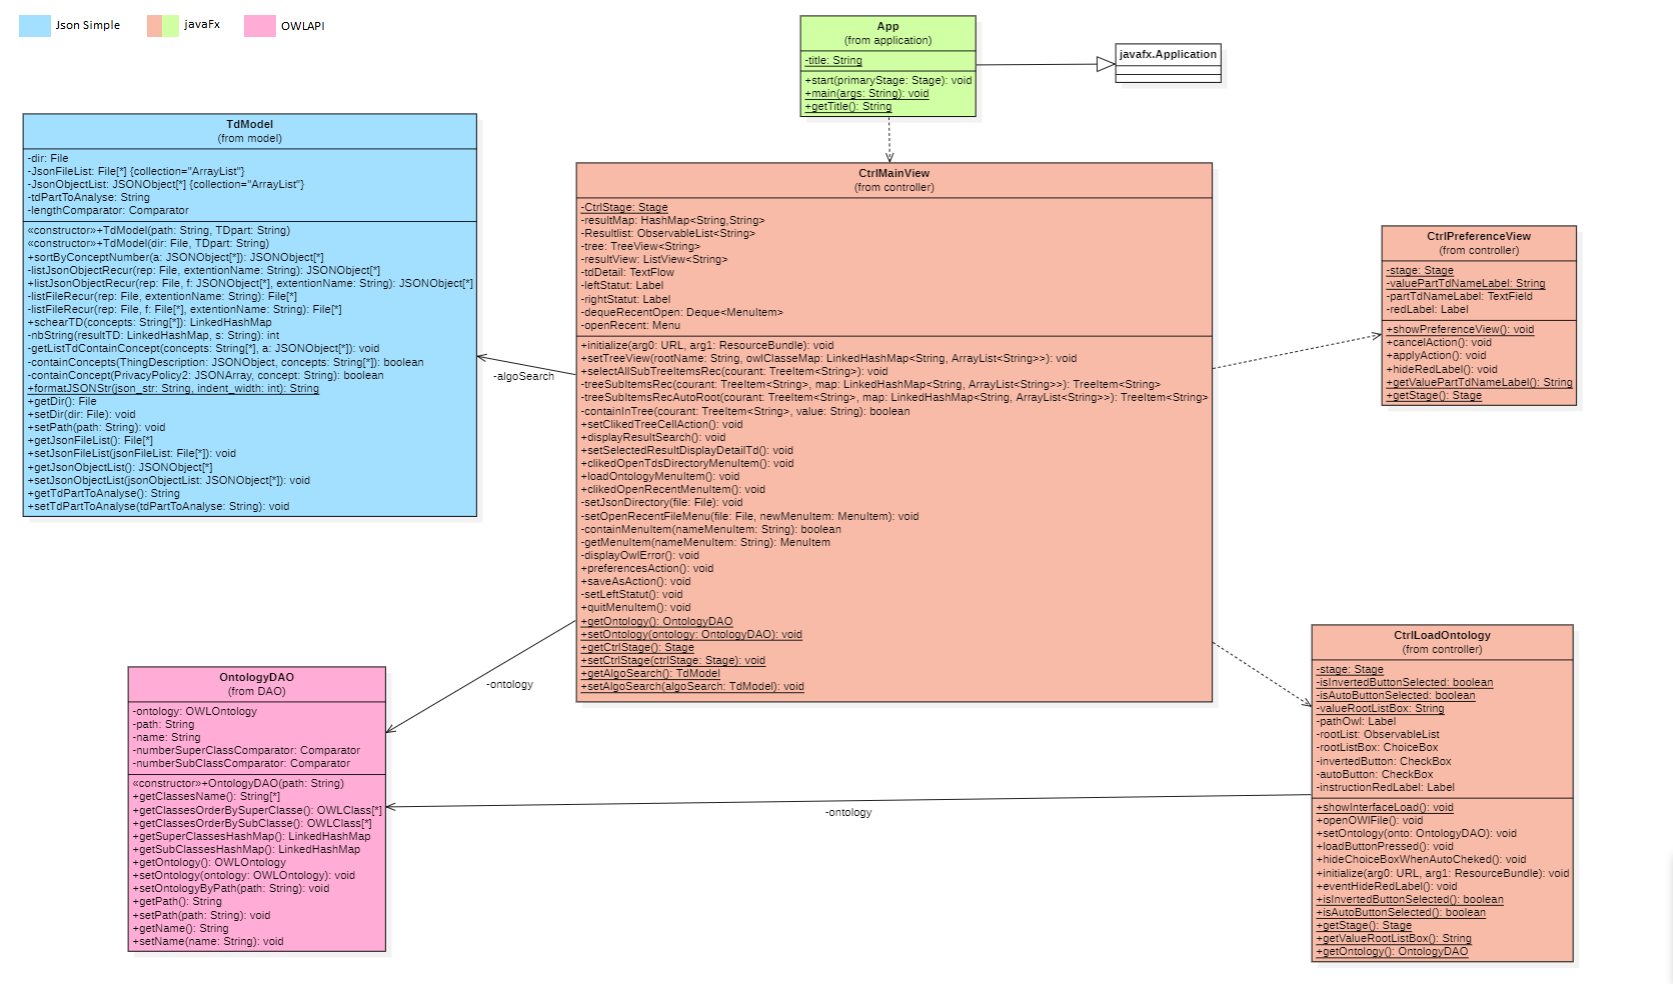 Json Simple
javaFx
OWLAPI
App
(from application)
-title: String
+start(primaryStage: Stage): void
+main(args: String): void
+getTitle(): String
javafx.Application
TdModel
(from model)
-dir: File
-JsonFileList: File[*] {collection="ArrayList"}
-JsonObjectList: JSONObject[*] {collection="ArrayList"}
-tdPartToAnalyse: String
-lengthComparator: Comparator
«constructor»+TdModel(path: String, TDpart: String)
«constructor»+TdModel(dir: File, TDpart: String)
+sortByConceptNumber(a: JSONObject[*]): JSONObject[*]
-listJsonObjectRecur(rep: File, extentionName: String): JSONObject[*]
+listJsonObjectRecur(rep: File, f: JSONObject[*], extentionName: String): JSONObject[*]
-listFileRecur(rep: File, extentionName: String): File[*]
-listFileRecur(rep: File, f: File[*], extentionName: String): File[*]
+schearTD(concepts: String[*]): LinkedHashMap
-nbString(resultTD: LinkedHashMap, s: String): int
-getListTdContainConcept(concepts: String[*], a: JSONObject[*]): void
-containConcepts(ThingDescription: JSONObject, concepts: String[*]): boolean
-containConcept(PrivacyPolicy2: JSONArray, concept: String): boolean
+formatJSONStr(json_str: String, indent_width: int): String
+getDir(): File
+setDir(dir: File): void
+setPath(path: String): void
+getJsonFileList(): File[*]
+setJsonFileList(jsonFileList: File[*]): void
+getJsonObjectList(): JSONObject[*]
+setJsonObjectList(jsonObjectList: JSONObject[*]): void
+getTdPartToAnalyse(): String
+setTdPartToAnalyse(tdPartToAnalyse: String): void
-algoSearch
CtrlMainView
(from controller)
-CtrlStage: Stage
-resultMap: HashMap<String,String>
-Resultlist: ObservableList<String>
-tree: TreeView<String>
-resultView: ListView<String>
-tdDetail: TextFlow
-leftStatut: Label
-rightStatut: Label
-dequeRecentOpen: Deque<MenuItem>
-openRecent: Menu
+initialize(arg0: URL, arg1: ResourceBundle): void
+setTreeView(rootName: String, owlClasseMap: LinkedHashMap<String, ArrayList<String>>): void
+selectAllSubTreeItemsRec(courant: TreeItem<String>): void
-treeSubItemsRec(courant: TreeItem<String>, map: LinkedHashMap<String, ArrayList<String>>): TreeItem<String>
-treeSubItemsRecAutoRoot(courant: TreeItem<String>, map: LinkedHashMap<String, ArrayList<String>>): TreeItem<String>
-containInTree(courant: TreeItem<String>, value: String): boolean
+setClikedTreeCellAction(): void
+displayResultSearch(): void
+setSelectedResultDisplayDetailTd(): void
+clikedOpenTdsDirectoryMenuItem(): void
+loadOntologyMenuItem(): void
+clikedOpenRecentMenuItem(): void
-setJsonDirectory(file: File): void
-setOpenRecentFileMenu(file: File, newMenuItem: MenuItem): void
-containMenuItem(nameMenuItem: String): boolean
-getMenuItem(nameMenuItem: String): MenuItem
-displayOwlError(): void
+preferencesAction(): void
+saveAsAction(): void
-setLeftStatut(): void
+quitMenuItem(): void
+getOntology(): OntologyDAO
+setOntology(ontology: OntologyDAO): void
+getCtrlStage(): Stage
+setCtrlStage(ctrlStage: Stage): void
+getAlgoSearch(): TdModel
+setAlgoSearch(algoSearch: TdModel): void
CtrlPreferenceView
(from controller)
-stage: Stage
-valuePartTdNameLabel: String
-partTdNameLabel: TextField
-redLabel: Label
+showPreferenceView(): void
+cancelAction(): void
+applyAction(): void
+hideRedLabel(): void
+getValuePartTdNameLabel(): String
+getStage(): Stage
-ontology
OntologyDAO
(from DAO)
-ontology: OWLOntology
-path: String
-name: String
-numberSuperClassComparator: Comparator
-numberSubClassComparator: Comparator
«constructor»+OntologyDAO(path: String)
+getClassesName(): String[*]
+getClassesOrderBySuperClasse(): OWLClass[*]
+getClassesOrderBySubClasse(): OWLClass[*]
+getSuperClassesHashMap(): LinkedHashMap
+getSubClassesHashMap(): LinkedHashMap
+getOntology(): OWLOntology
+setOntology(ontology: OWLOntology): void
+setOntologyByPath(path: String): void
+getPath(): String
+setPath(path: String): void
+getName(): String
+setName(name: String): void
-ontology
CtrlLoadOntology
(from controller)
-stage: Stage
-isInvertedButtonSelected: boolean
-isAutoButtonSelected: boolean
-valueRootListBox: String
-pathOwl: Label
-rootList: ObservableList
-rootListBox: ChoiceBox
-invertedButton: CheckBox
-autoButton: CheckBox
-instructionRedLabel: Label
+showInterfaceLoad(): void
+openOWlFile(): void
+setOntology(onto: OntologyDAO): void
+loadButtonPressed(): void
+hideChoiceBoxWhenAutoCheked(): void
+initialize(arg0: URL, arg1: ResourceBundle): void
+eventHideRedLabel(): void
+isInvertedButtonSelected(): boolean
+isAutoButtonSelected(): boolean
+getStage(): Stage
+getValueRootListBox(): String
+getOntology(): OntologyDAO